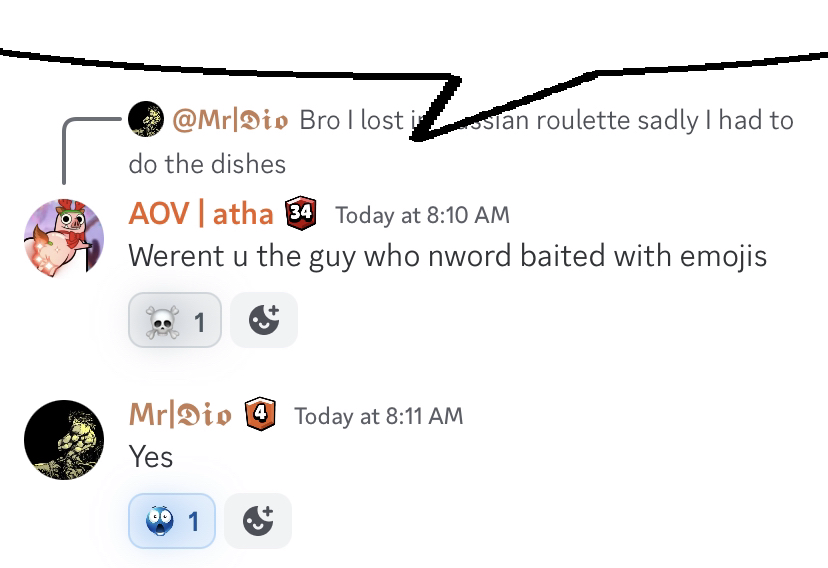 @Mr|𝕯𝖎𝖔 Bro I lost roulette sadly I had to
do the dishes
AOV | atha 34 Today at 8:10 AM
Werent u the guy who nword baited with emojis
1
Mr|𝕯𝖎𝖔 4 Today at 8:11 AM
Yes
1